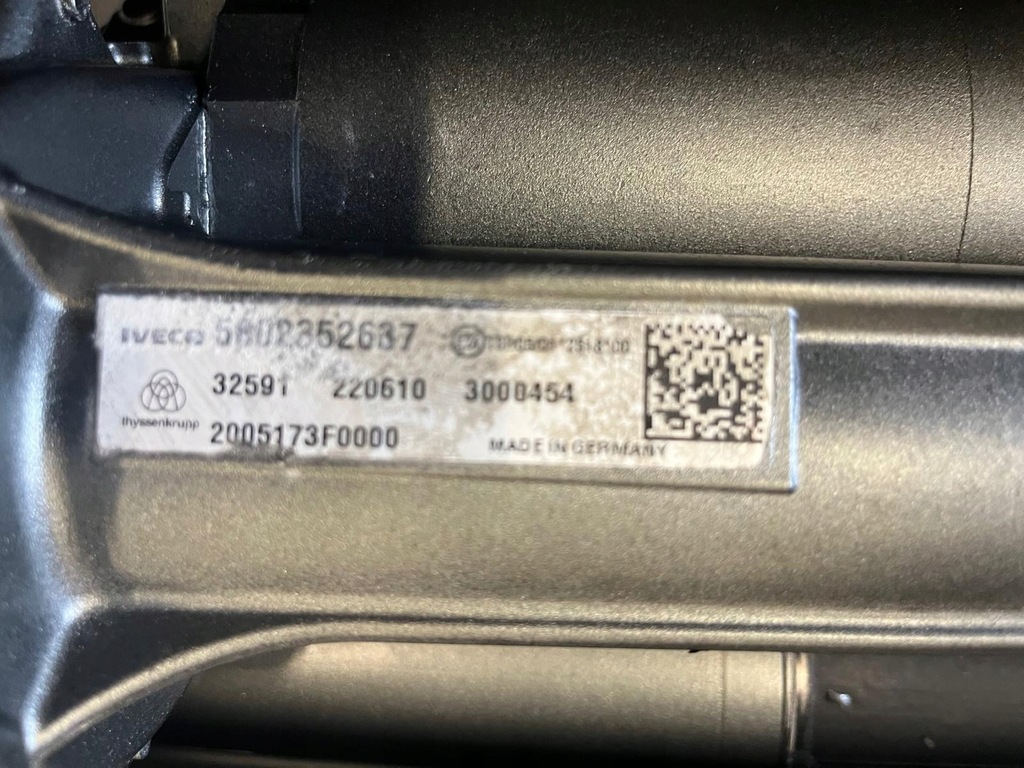 IVECO 5802352637
32591 220610 3000454
thyssenkrupp
2005173F0000
MADE IN GERMANY